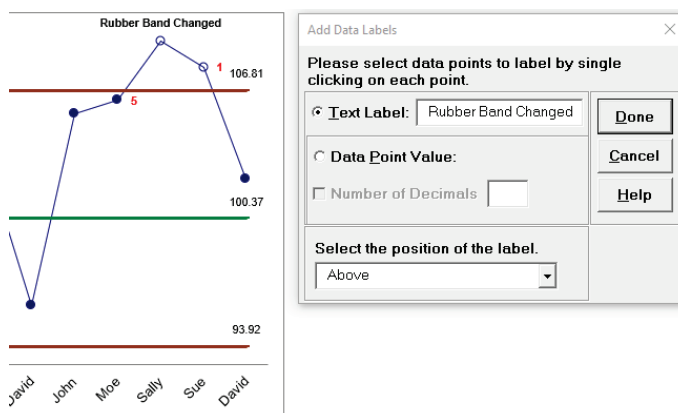 Rubber Band Changed
1
106.81
5
100.37
93.92
David
John
Moe
Sally
Sue
David
Add Data Labels
Please select data points to label by single
clicking on each point.
Text Label: Rubber Band Changed
Data Point Value:
Number of Decimals
Done
Cancel
Help
Select the position of the label.
Above